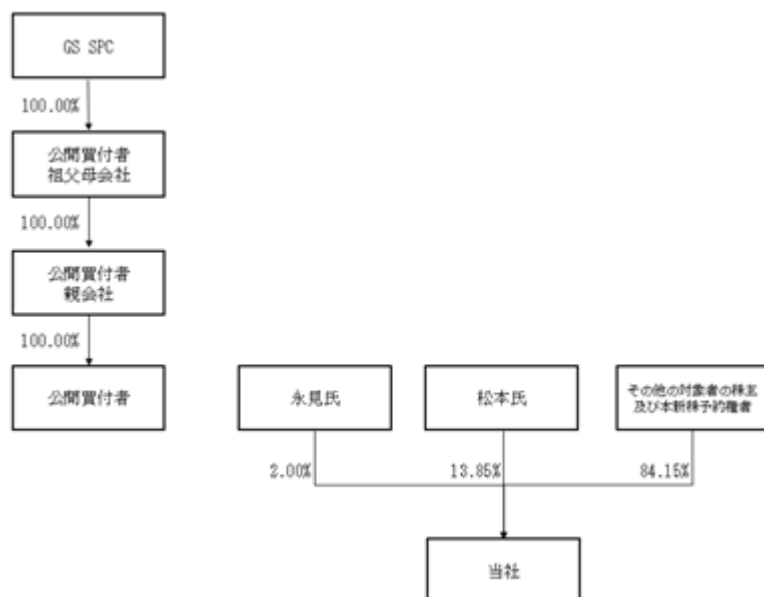 GS SPC
100.00%
公開買付者
祖父母会社
100.00%
公開買付者
親会社
100.00%
公開買付者
永見氏
松本氏
その他の対象者の株主
及び本新株予約権者
2.00%
13.85%
84.15%
当社